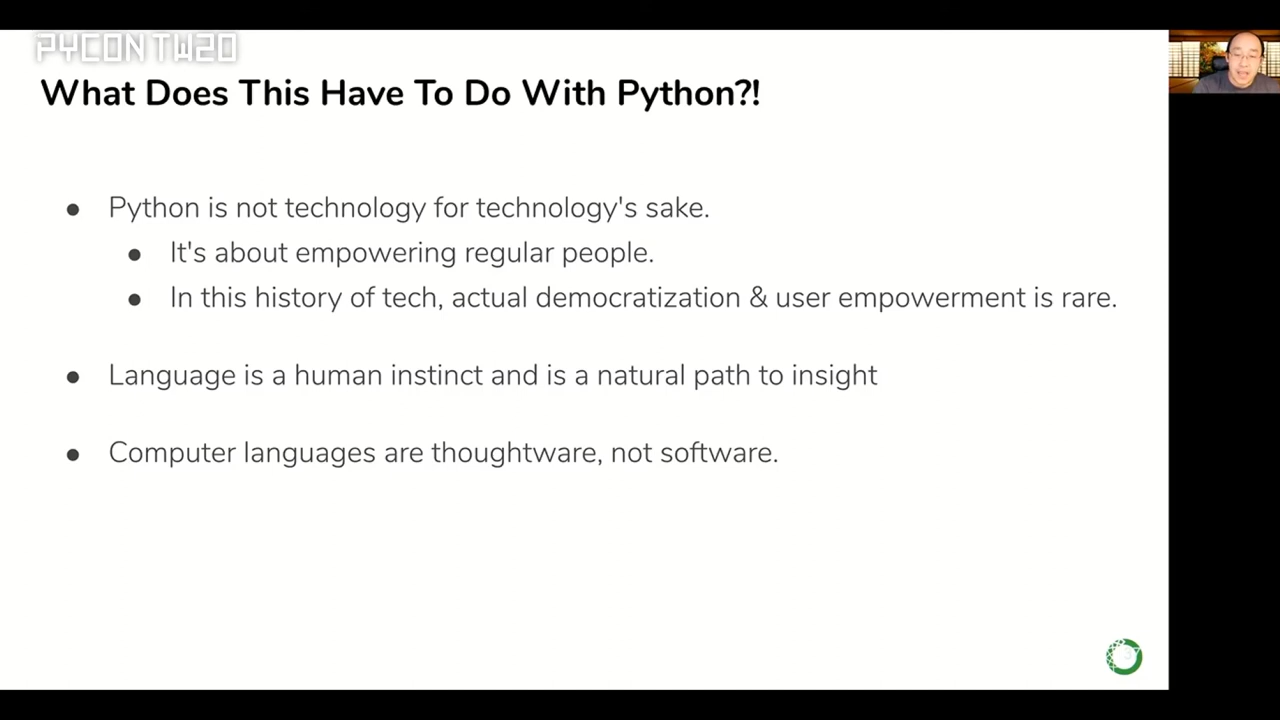 PYCON TW20
What Does This Have To Do With Python?!
● Python is not technology for technology's sake.
● It's about empowering regular people.
● In this history of tech, actual democratization & user empowerment is rare.
● Language is a human instinct and is a natural path to insight
● Computer languages are thoughtware, not software.